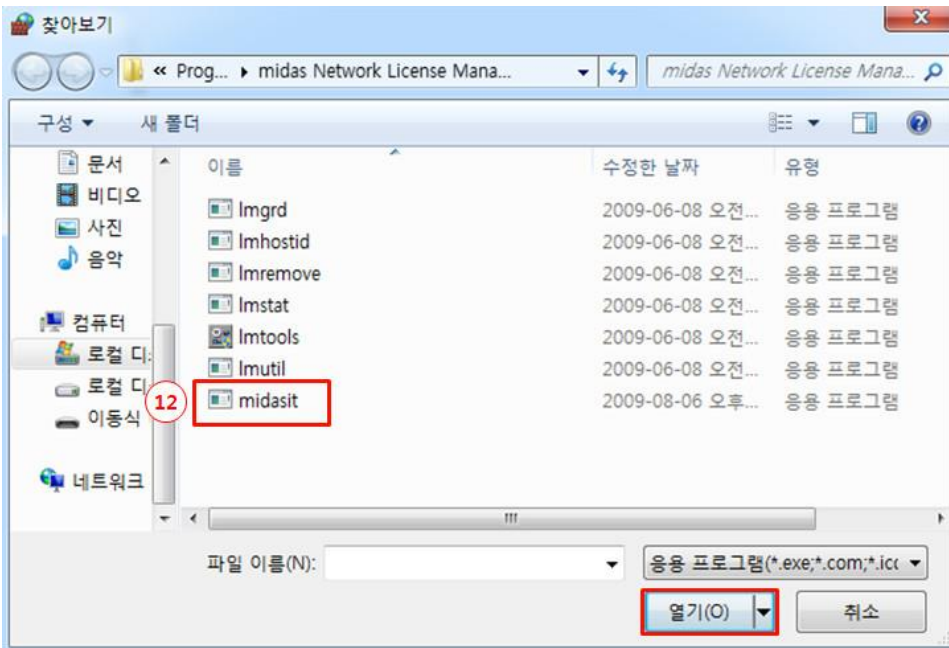 찾아보기
« Prog... ▸ midas Network License Mana... midas Network License Mana...
구성 ▼ 새 폴더
이름 수정한 날짜 유형
문서
비디오
사진
음악
컴퓨터
로컬 디
로컬 디
이동식
네트워크
lmgrd 2009-06-08 오전... 응용 프로그램
lmhostid 2009-06-08 오전... 응용 프로그램
lmremove 2009-06-08 오전... 응용 프로그램
lmstat 2009-06-08 오전... 응용 프로그램
lmtools 2009-06-08 오전... 응용 프로그램
lmutil 2009-06-08 오전... 응용 프로그램
12 midasit 2009-08-06 오후... 응용 프로그램
파일 이름(N): 응용 프로그램(*.exe;*.com;*.icc
열기(O) 취소